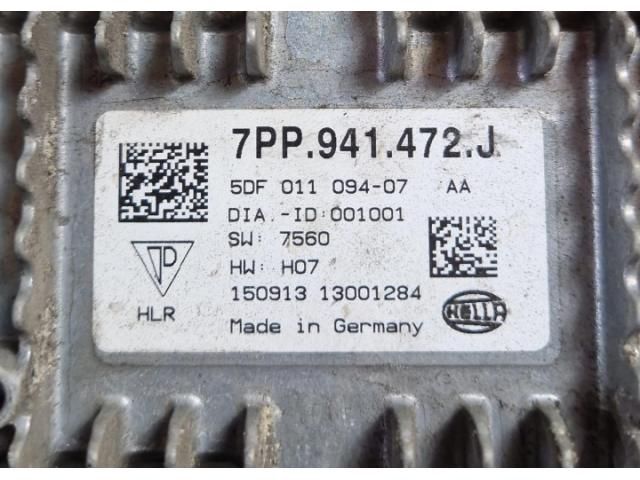 7PP.941.472.J
5DF 011 094-07 AA
DIA.-ID:001001
SW: 7560
HW: H07
150913 13001284
Made in Germany
D
HLR
HELLA